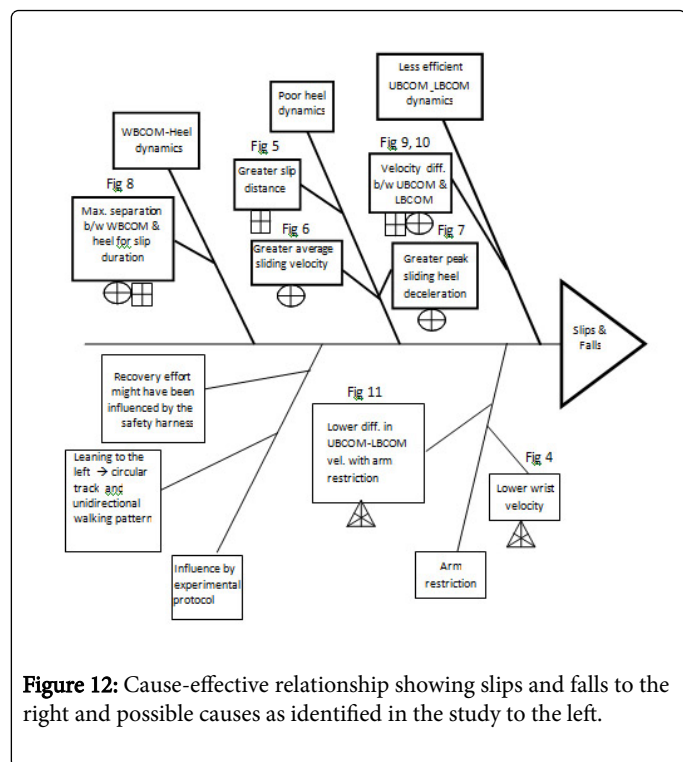 Less efficient
UBCOM_LBCOM
dynamics
Poor heel
dynamics
WBCOM-Heel
dynamics
Fig 5
Greater slip
distance
Fig 9, 10
Velocity diff.
b/w UBCOM &
LBCOM
Fig 8
Max. separation
b/w WBCOM &
heel for slip
duration
Fig 6
Greater average
sliding velocity
Fig 7
Greater peak
sliding heel
deceleration
Slips &
Falls
Recovery effort
might have been
influenced by the
safety harness
Fig 11
Lower diff. in
UBCOM-LBCOM
vel. with arm
restriction
Leaning to the
left → circular
track and
unidirectional
walking pattern
Fig 4
Lower wrist
velocity
Influence by
experimental
protocol
Arm
restriction
Figure 12: Cause-effective relationship showing slips and falls to the
right and possible causes as identified in the study to the left.